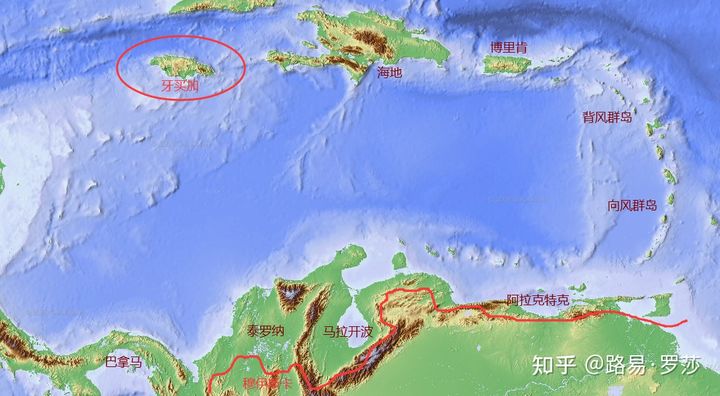 博里肯
海地
牙买加
背风群岛
向风群岛
阿拉克特克
泰罗纳
马拉开波
巴拿马
穆伊斯卡
知乎 @路易·罗莎